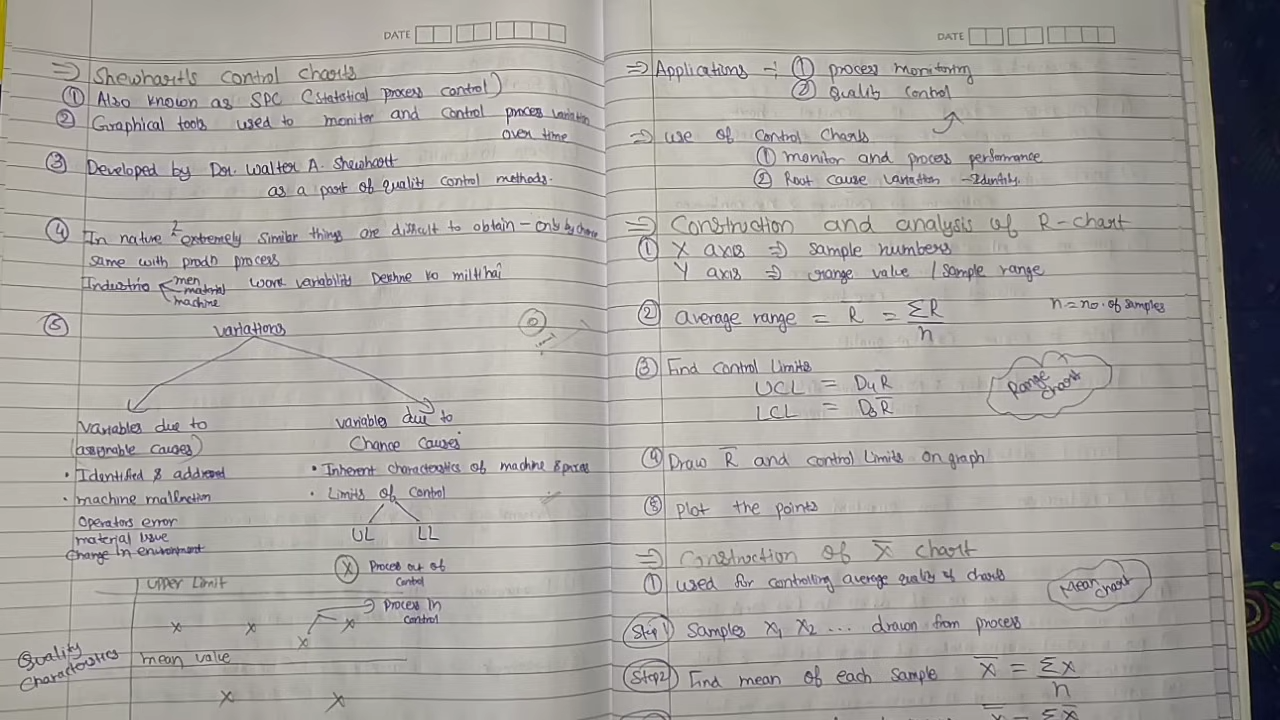 DATE
⇒ Shewhart's control charts
① Also known as SPC (statatical process control)
② Graphical tools used to monitor and control process variation
over time
③ Developed by Dr. Walter A. Shewhart
as a part of quality control methods.
④ In nature 2 extremely similar things are difficult to obtain - only by chance
same with prodn process
Industrio men
material
machine
work variability Dekhne ko milthai
⑤ variations
Variables due to
(assignable causes)
• Identified & addressed
• machine malfunction
Operators error
material issue
change in environment
variables due to
Chance causes
• Inherent characteristics of machine & process
• Limits of control
UL LL
Ⓧ Process out of
control
Process in
control
Upper Limit
Quality
characteristics
mean value
DATE
⇒ Applications -: ① process monitoring
② Quality control
⇒ use of control charts
① monitor and process performance
② Root cause variation - Identify.
⇒ Construction and analysis of R-chart
① X axis ⇒ sample numbers
Y axis ⇒ range value / sample range
② average range = R̅ = ΣR / n n = no. of samples
③ Find control limits
UCL = D4R̅
LCL = D3R̅
Range chart
④ Draw R̅ and control limits on graph
⑤ Plot the points
⇒ Construction of X̅ chart
① used for controlling average quality of charts
Mean chart
Step 1 Samples X1 X2 ... drawn from process
Step 2 Find mean of each sample X̅ = Σx / n